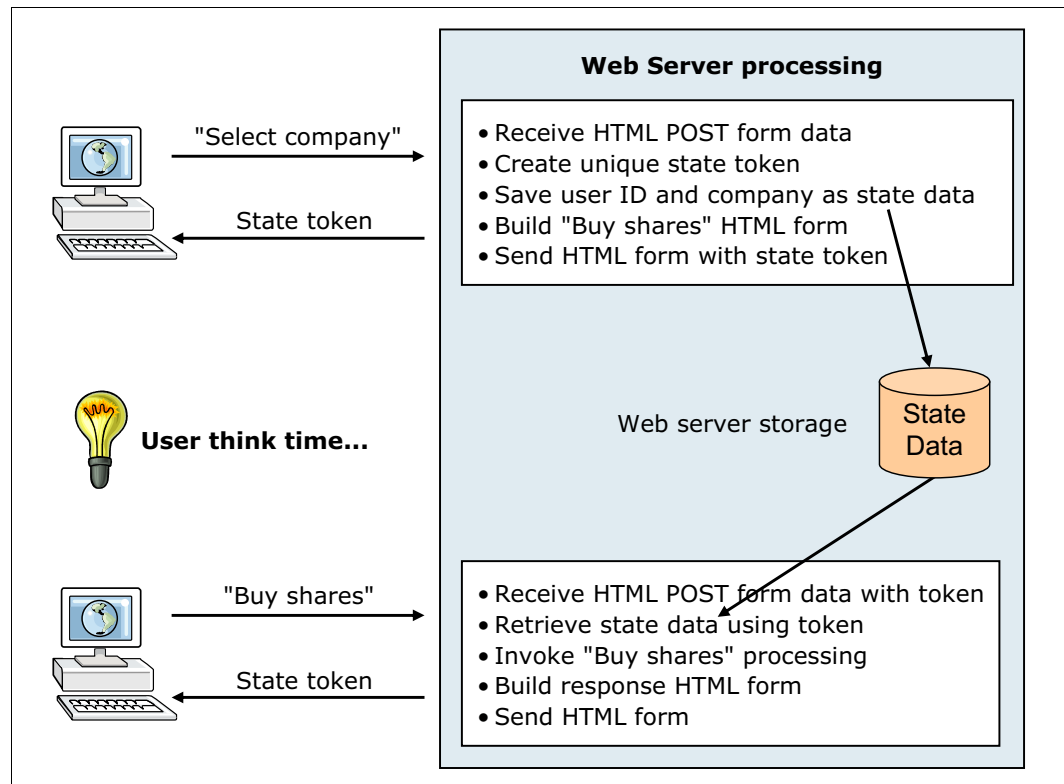 Web Server processing
"Select company"
State token
• Receive HTML POST form data
• Create unique state token
• Save user ID and company as state data
• Build "Buy shares" HTML form
• Send HTML form with state token
User think time...
Web server storage
State
Data
"Buy shares"
State token
• Receive HTML POST form data with token
• Retrieve state data using token
• Invoke "Buy shares" processing
• Build response HTML form
• Send HTML form